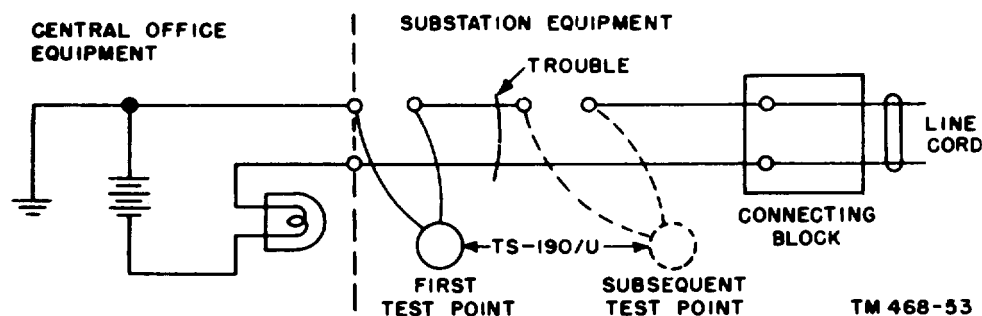 CENTRAL OFFICE
EQUIPMENT
SUBSTATION EQUIPMENT
TROUBLE
LINE
CORD
CONNECTING
BLOCK
TS-190/U
FIRST
TEST POINT
SUBSEQUENT
TEST POINT
TM 468-53